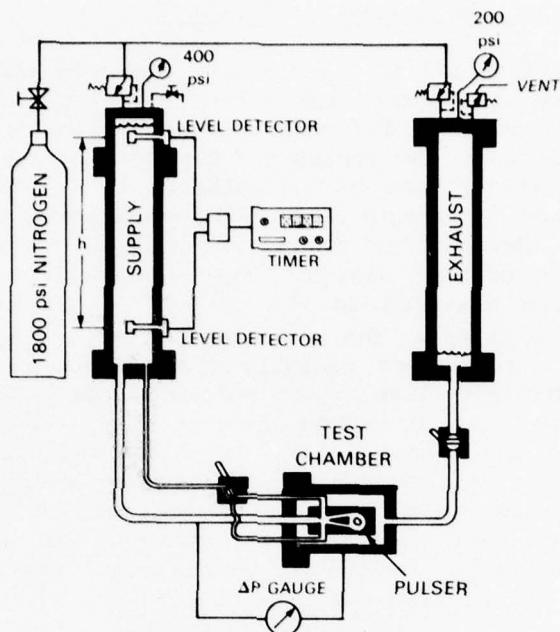 400
psi
200
psi
VENT
LEVEL DETECTOR
h
1800 psi NITROGEN
SUPPLY
TIMER
EXHAUST
LEVEL DETECTOR
TEST
CHAMBER
PULSER
ΔP GAUGE